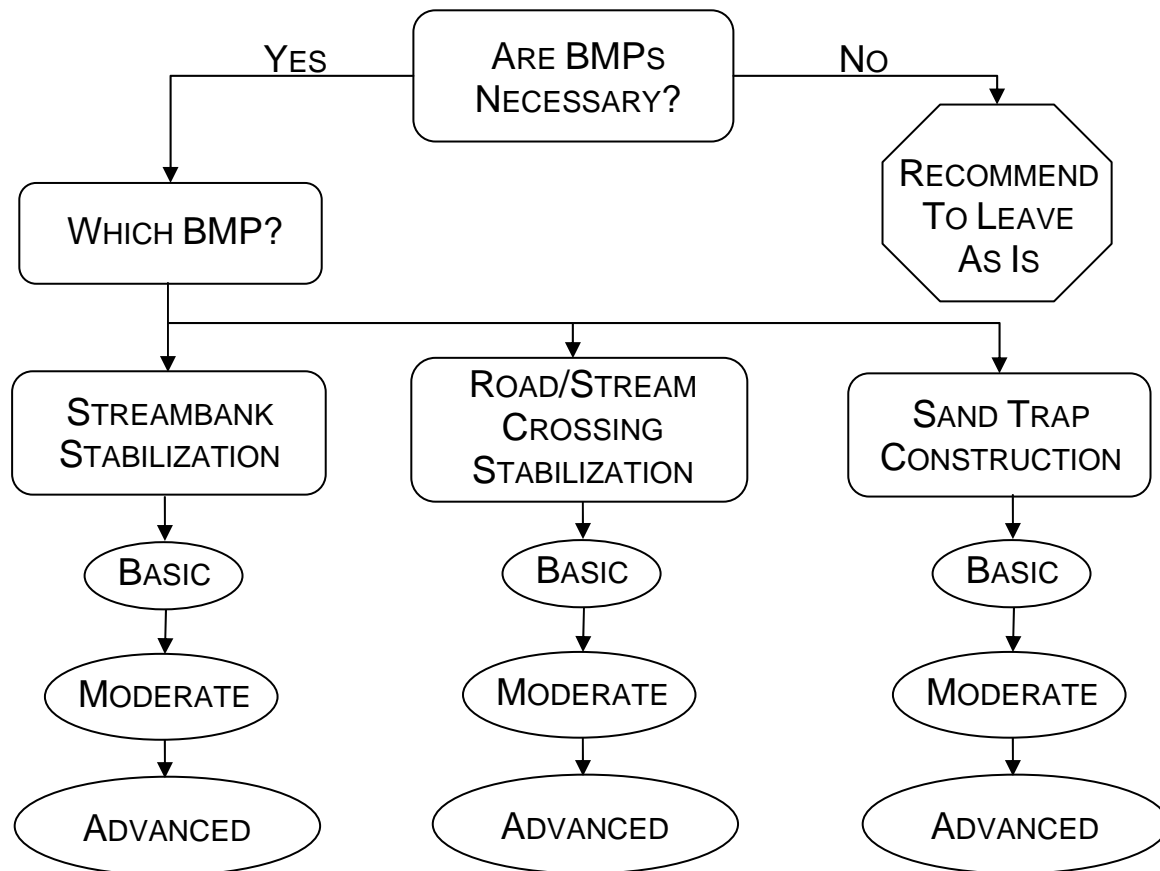 YES
ARE BMPS
NECESSARY?
NO
WHICH BMP?
RECOMMEND
TO LEAVE
AS IS
STREAMBANK
STABILIZATION
ROAD/STREAM
CROSSING
STABILIZATION
SAND TRAP
CONSTRUCTION
BASIC
BASIC
BASIC
MODERATE
MODERATE
MODERATE
ADVANCED
ADVANCED
ADVANCED